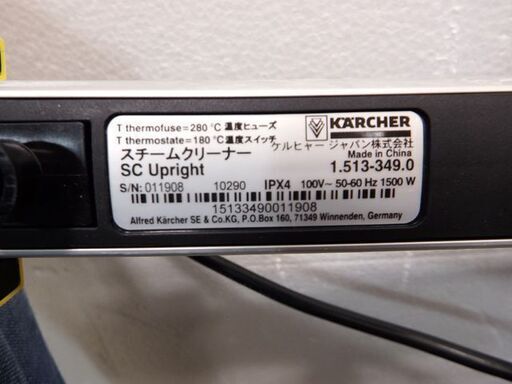 T thermofuse=280 °C 温度ヒューズ
T thermostate=180 °C 温度スイッチ
KÄRCHER
スチームクリーナー
ケルヒャー ジャパン株式会社
Made in China
SC Upright
1.513-349.0
S/N: 011908 10290 IPX4 100V~ 50-60 Hz 1500 W
15133490011908
Alfred Kärcher SE & Co.KG, P.O.Box 160, 71349 Winnenden, Germany